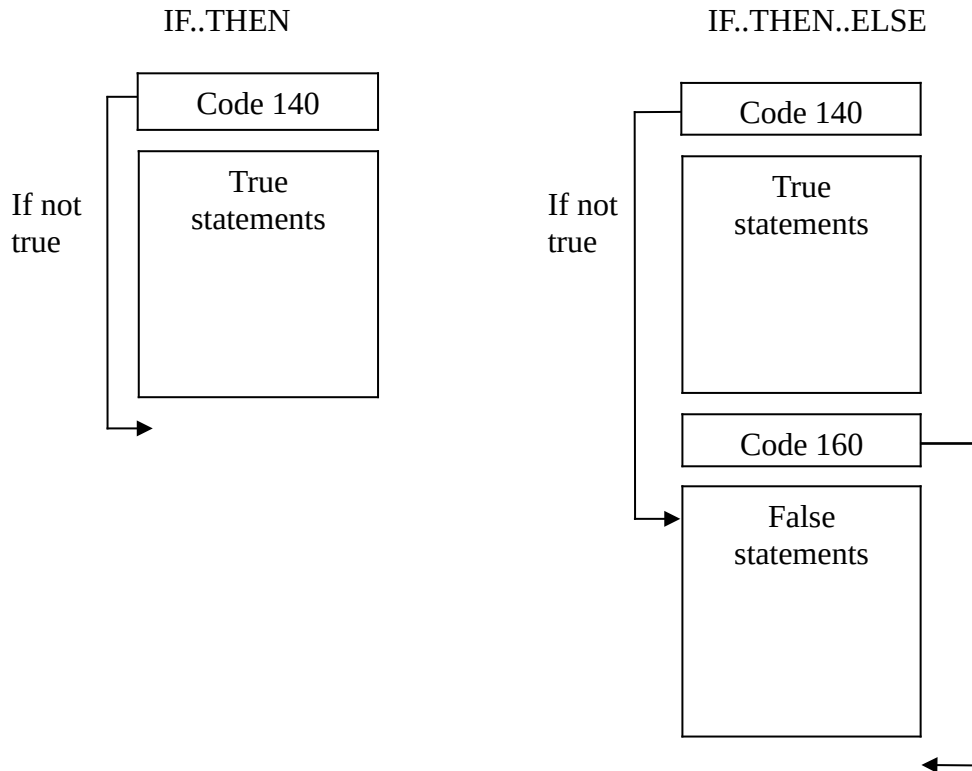 IF..THEN
Code 140
If not
true
True
statements
IF..THEN..ELSE
Code 140
If not
true
True
statements
Code 160
False
statements